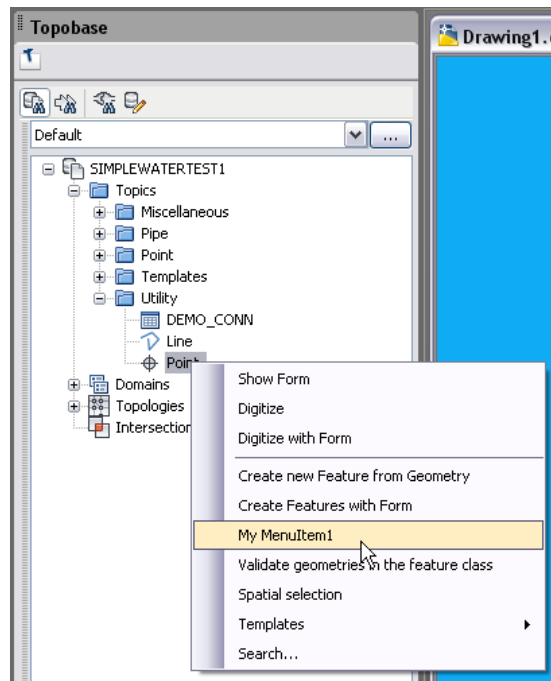 Topobase
Drawing1.
Default
...
SIMPLEWATERTEST1
Topics
Miscellaneous
Pipe
Point
Templates
Utility
DEMO_CONN
Line
Point
Domains
Topologies
Intersection
Show Form
Digitize
Digitize with Form
Create new Feature from Geometry
Create Features with Form
My MenuItem1
Validate geometries in the feature class
Spatial selection
Templates
Search...